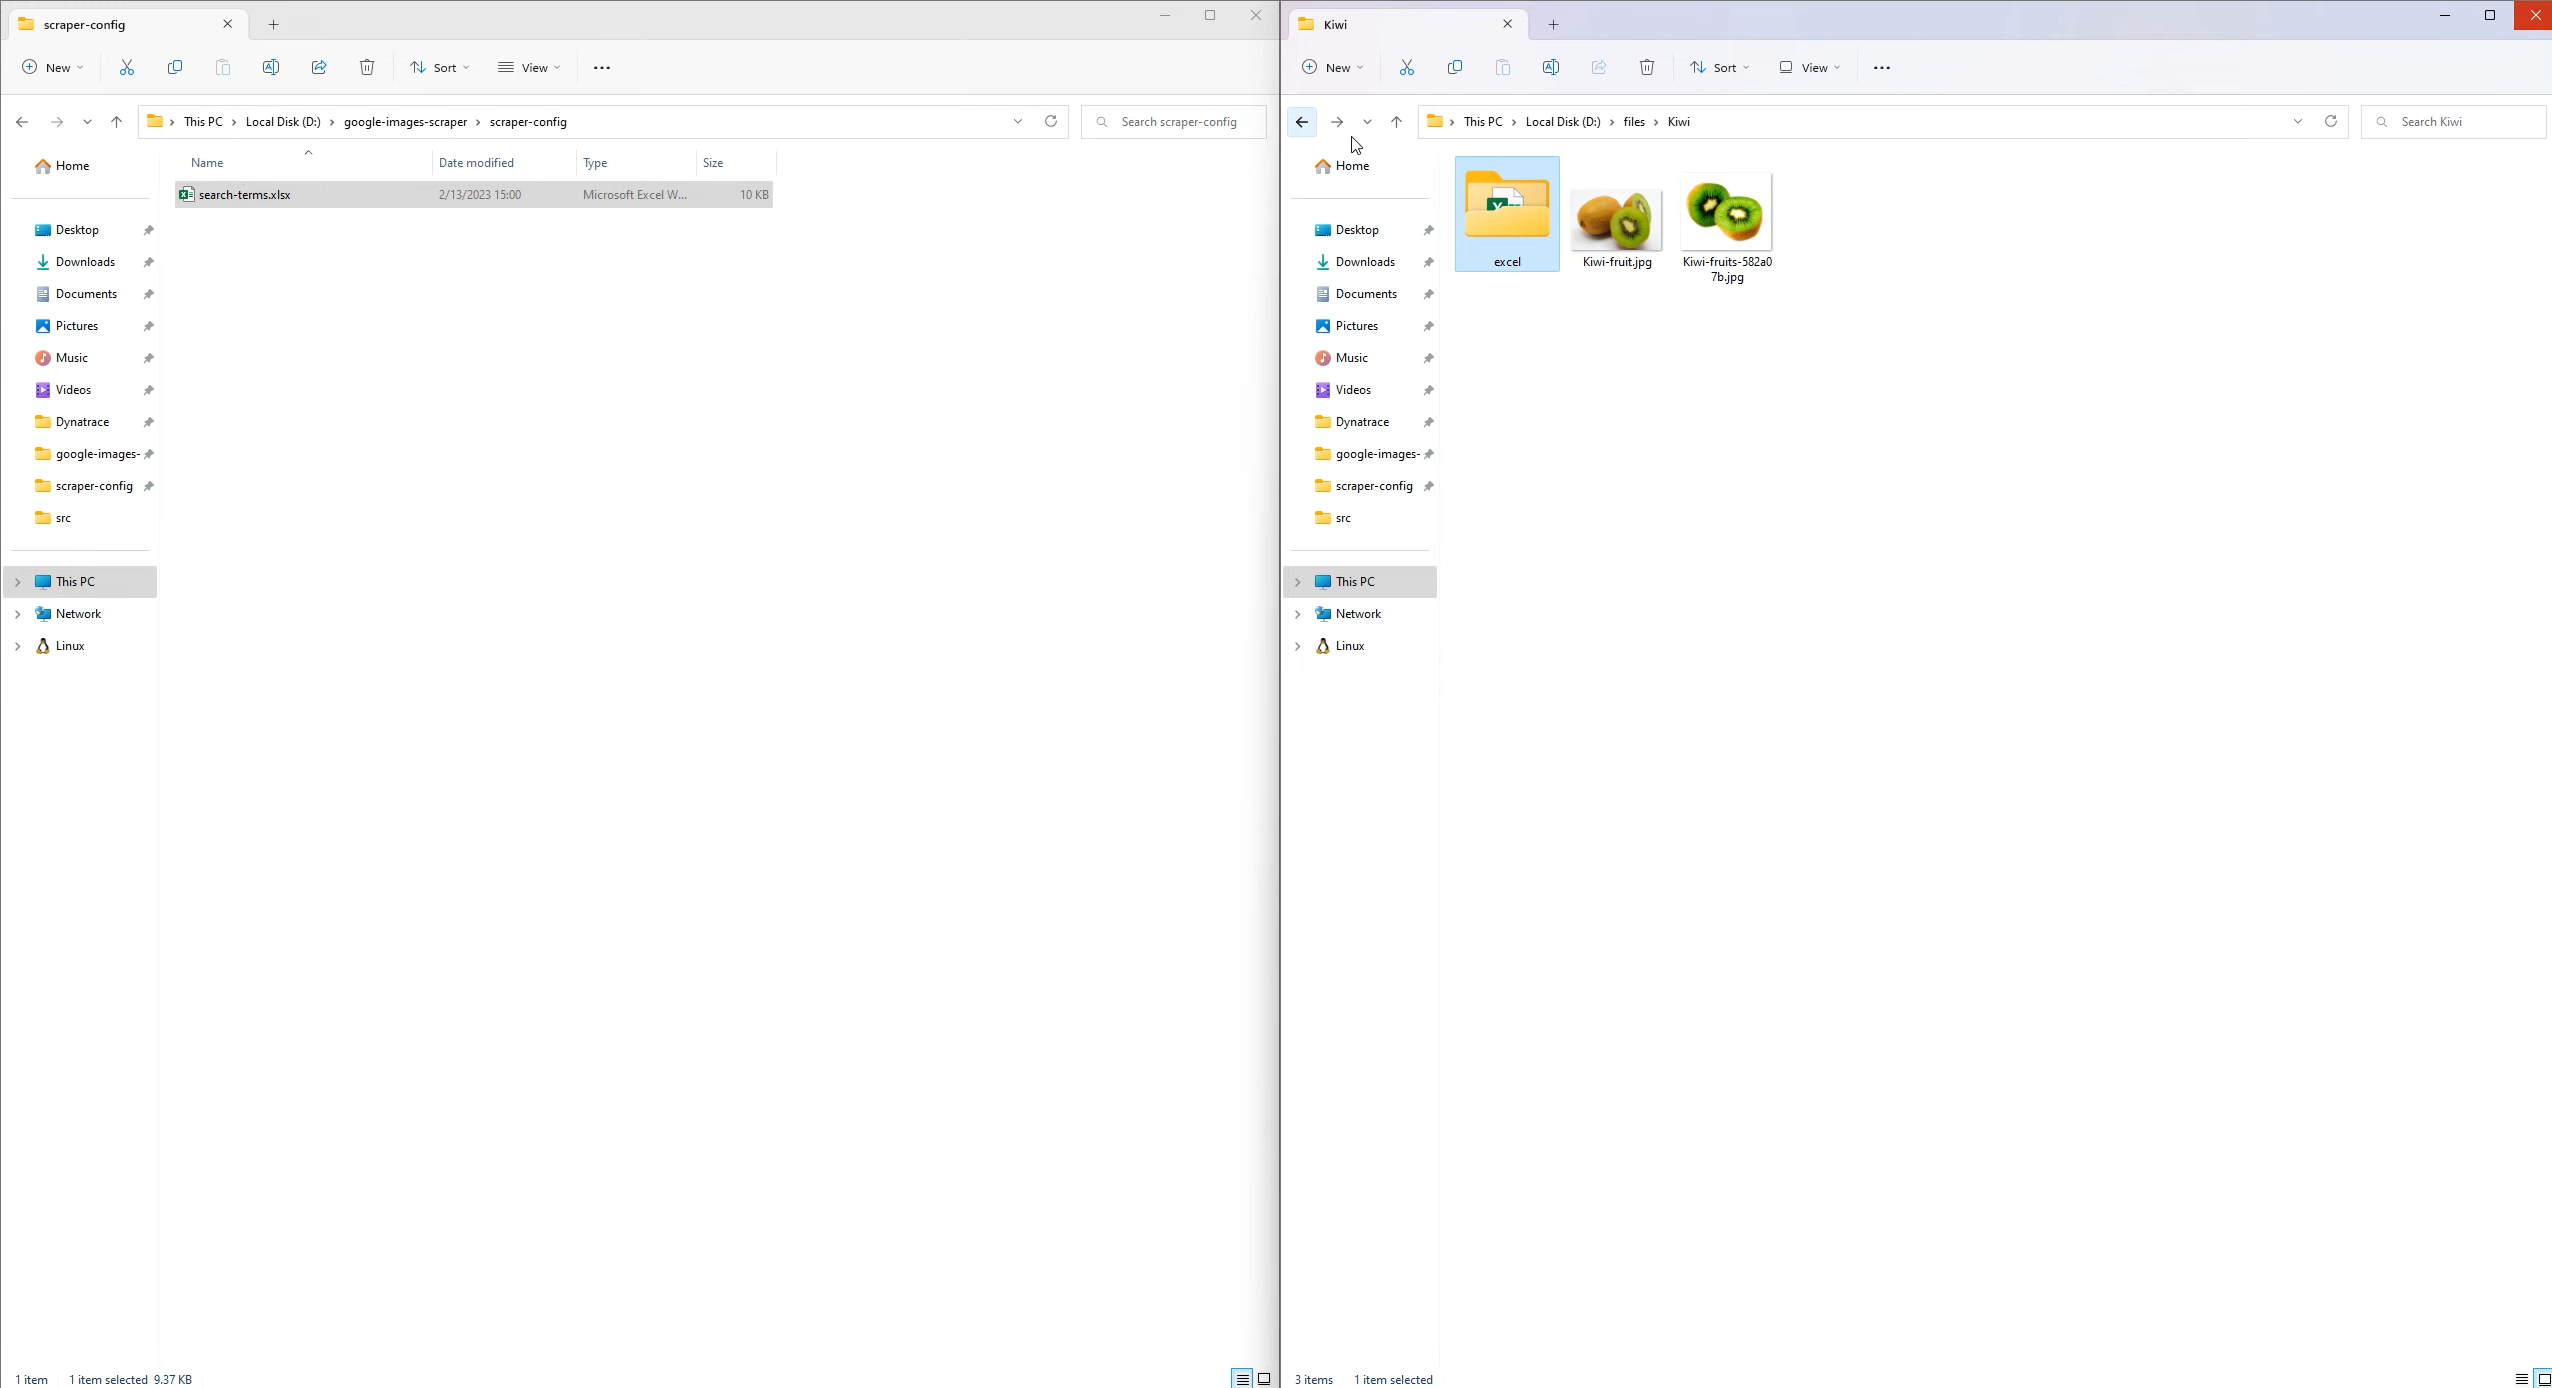 scraper-config
New
Sort
View
This PC
Local Disk (D:)
google-images-scraper
scraper-config
Search scraper-config
Home
Desktop
Downloads
Documents
Pictures
Music
Videos
Dynatrace
google-images-
scraper-config
src
This PC
Network
Linux
Name
Date modified
Type
Size
search-terms.xlsx
2/13/2023 15:00
Microsoft Excel W...
10 KB
1 item
1 item selected 9.37 KB
Kiwi
New
Sort
View
This PC
Local Disk (D:)
files
Kiwi
Search Kiwi
Home
Desktop
Downloads
Documents
Pictures
Music
Videos
Dynatrace
google-images-
scraper-config
src
This PC
Network
Linux
excel
Kiwi-fruit.jpg
Kiwi-fruits-582a0
7b.jpg
3 items
1 item selected